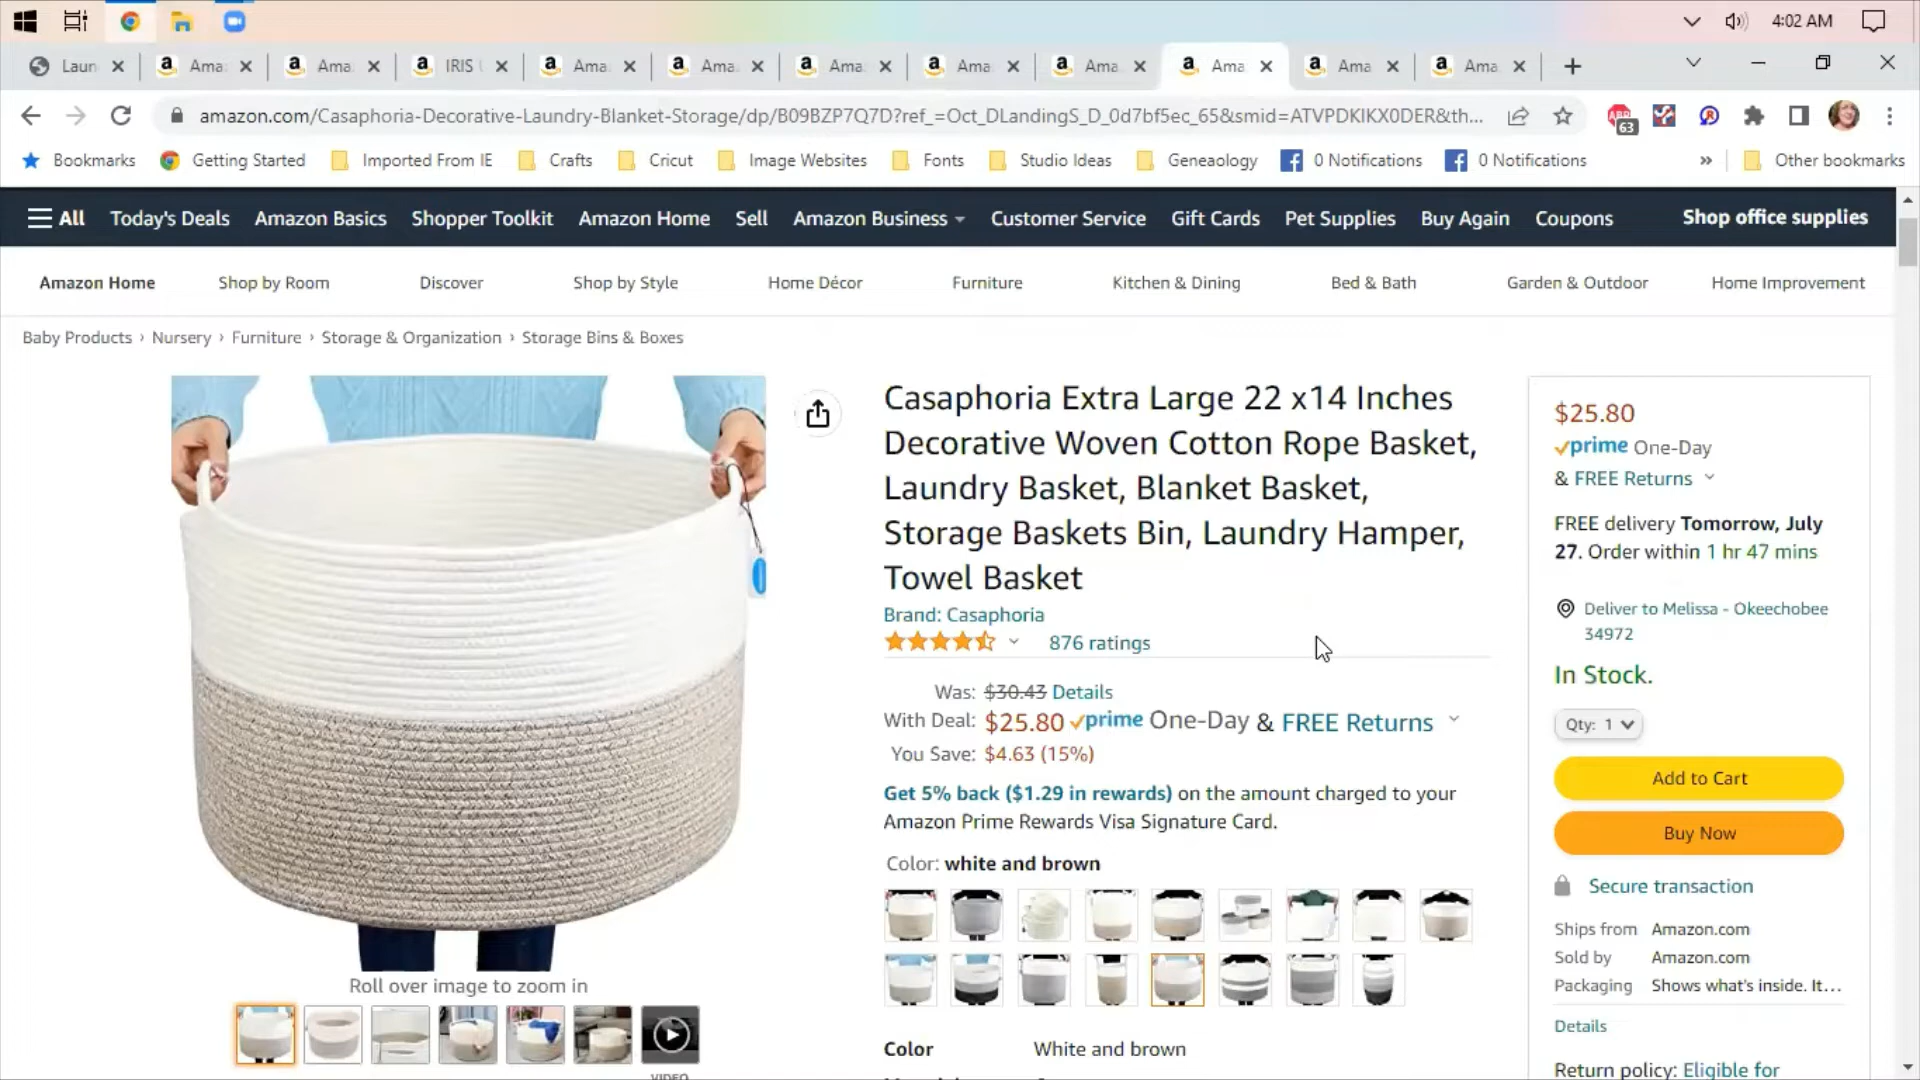 4:02 AM
Laun
Ama
Ama
IRIS
Ama
Ama
Ama
Ama
Ama
Ama
Ama
Ama
amazon.com/Casaphoria-Decorative-Laundry-Blanket-Storage/dp/B09BZP7Q7D?ref_=Oct_DLandingS_D_0d7bf5ec_65&smid=ATVPDKIKX0DER&th...
63
Bookmarks Getting Started Imported From IE Crafts Cricut Image Websites Fonts Studio Ideas Geneaology 0 Notifications 0 Notifications » Other bookmarks
All Today's Deals Amazon Basics Shopper Toolkit Amazon Home Sell Amazon Business Customer Service Gift Cards Pet Supplies Buy Again Coupons Shop office supplies
Amazon Home Shop by Room Discover Shop by Style Home Décor Furniture Kitchen & Dining Bed & Bath Garden & Outdoor Home Improvement
Baby Products › Nursery › Furniture › Storage & Organization › Storage Bins & Boxes
Roll over image to zoom in
VIDEO
Casaphoria Extra Large 22 x14 Inches
Decorative Woven Cotton Rope Basket,
Laundry Basket, Blanket Basket,
Storage Baskets Bin, Laundry Hamper,
Towel Basket
Brand: Casaphoria
876 ratings
Was: $30.43 Details
With Deal: $25.80 prime One-Day & FREE Returns
You Save: $4.63 (15%)
Get 5% back ($1.29 in rewards) on the amount charged to your
Amazon Prime Rewards Visa Signature Card.
Color: white and brown
Color White and brown
$25.80
prime One-Day
& FREE Returns
FREE delivery Tomorrow, July
27. Order within 1 hr 47 mins
Deliver to Melissa - Okeechobee
34972
In Stock.
Qty: 1
Add to Cart
Buy Now
Secure transaction
Ships from Amazon.com
Sold by Amazon.com
Packaging Shows what's inside. It...
Details
Return policy: Eligible for